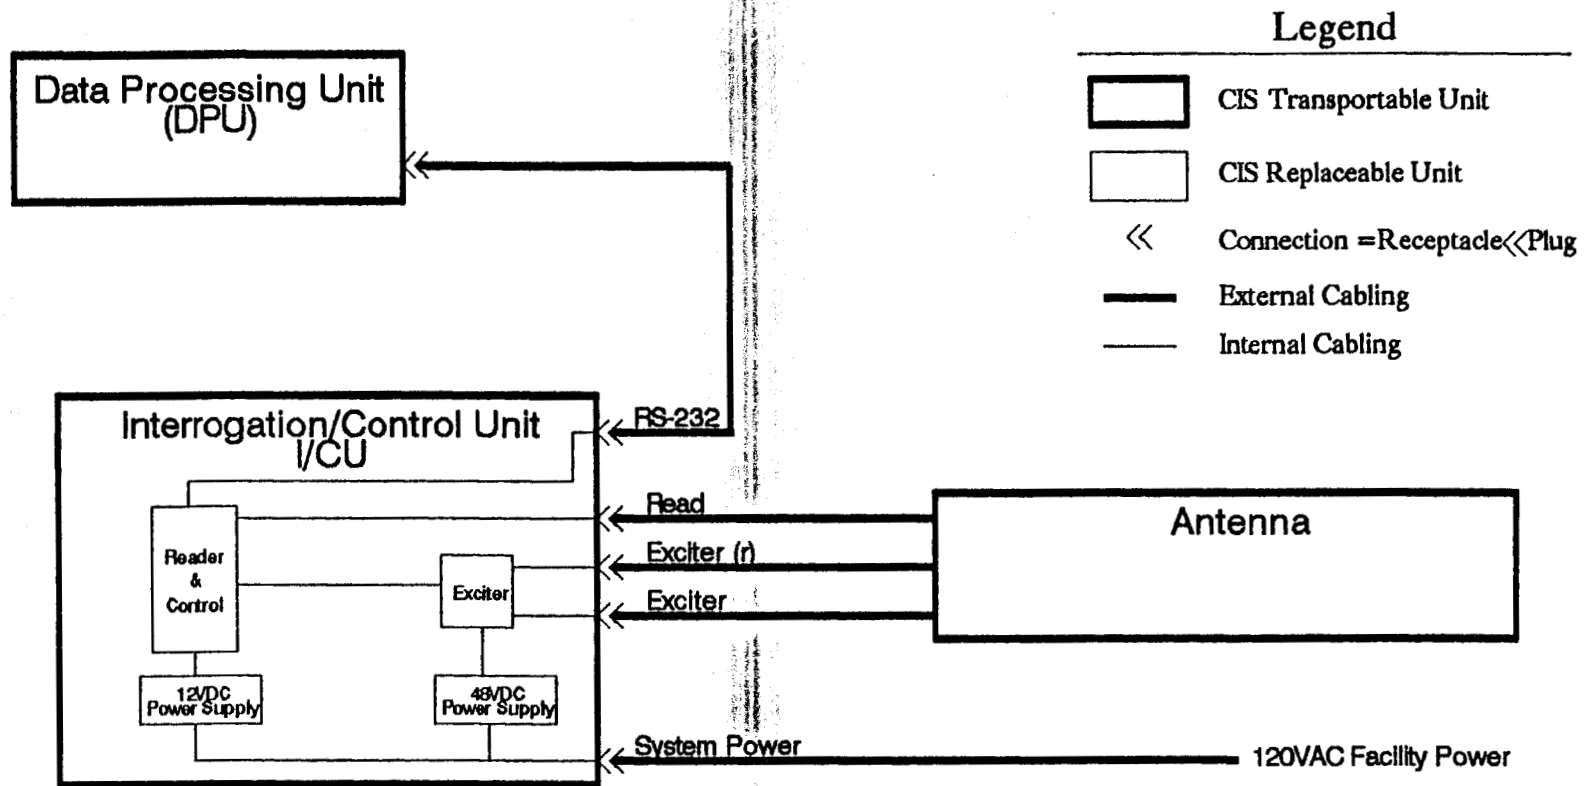 Legend
Data Processing Unit
(DPU)
CIS Transportable Unit
CIS Replaceable Unit
Connection =Receptacle<<Plug
External Cabling
Internal Cabling
Interrogation/Control Unit
I/CU
RS-232
Read
Exciter (r)
Exciter
Antenna
Reader
&
Control
Exciter
12VDC
Power Supply
48VDC
Power Supply
System Power
120VAC Facility Power